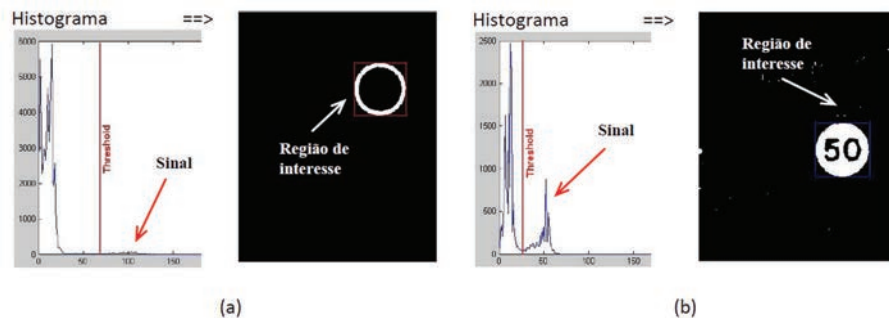 Histograma ==>
6000
5000
4000
3000
2000
1000
0
0 50 100 150
Threshold
Sinal
Região de
interesse
(a)
Histograma ==>
2500
2000
1500
1000
500
0
0 50 100 150
Threshold
Sinal
Região de
interesse
50
(b)